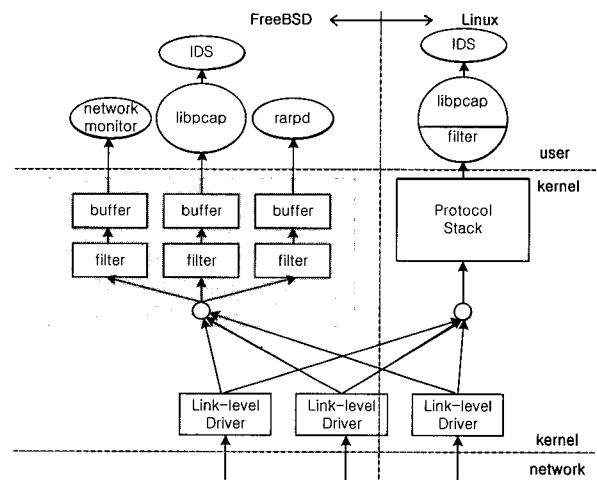 FreeBSD
Linux
IDS
IDS
network
monitor
libpcap
rarpd
libpcap
filter
user
kernel
buffer
buffer
buffer
Protocol
Stack
filter
filter
filter
Link-level
Driver
Link-level
Driver
Link-level
Driver
kernel
network